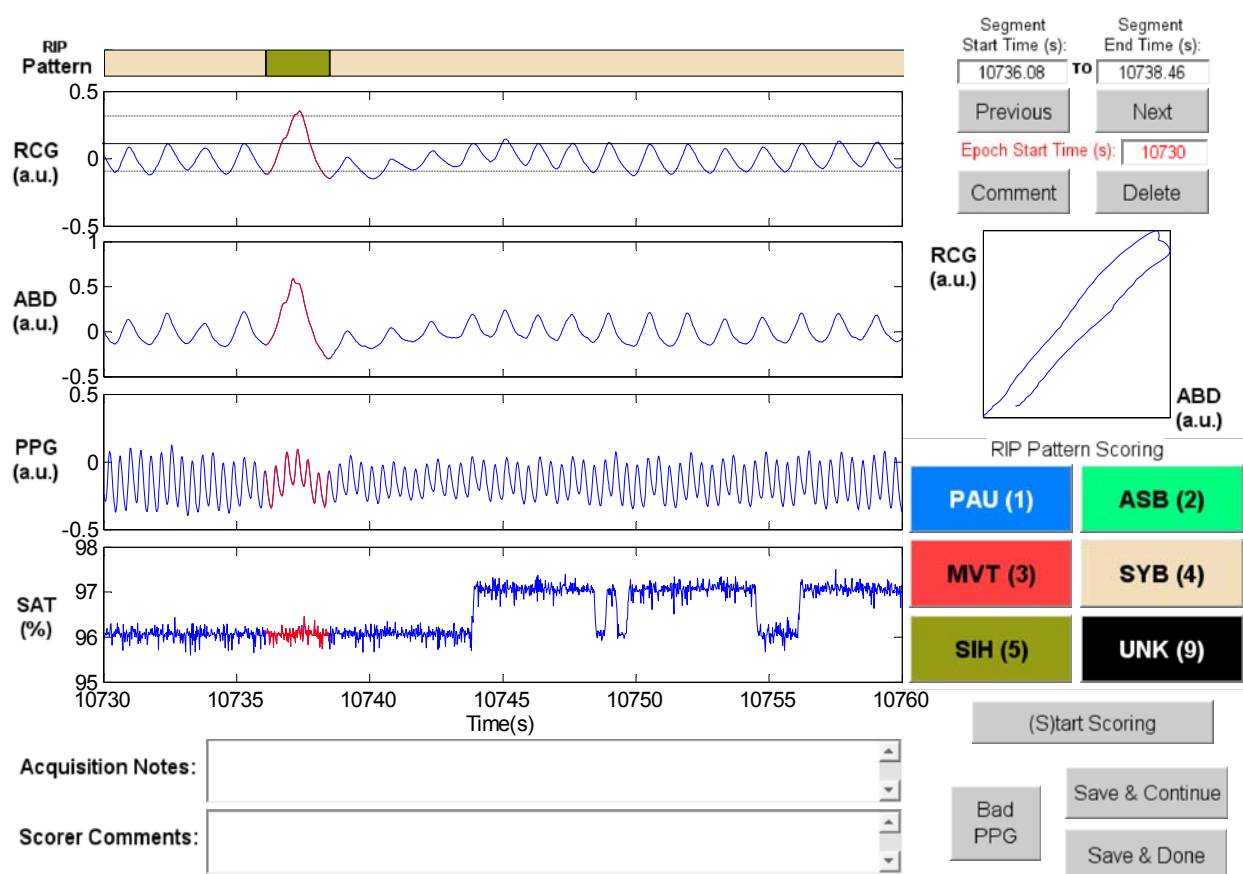 RIP
Pattern
Segment
Start Time (s):
Segment
End Time (s):
10736.08 TO 10738.46
Previous
Next
Epoch Start Time (s): 10730
Comment
Delete
0.5
0
-0.5
RCG
(a.u.)
1
0.5
0
-0.5
ABD
(a.u.)
0.5
0
-0.5
PPG
(a.u.)
98
97
96
95
SAT
(%)
10730 10735 10740 10745 10750 10755 10760
Time(s)
RCG
(a.u.)
ABD
(a.u.)
RIP Pattern Scoring
PAU (1)
ASB (2)
MVT (3)
SYB (4)
SIH (5)
UNK (9)
(S)tart Scoring
Acquisition Notes:
Scorer Comments:
Bad
PPG
Save & Continue
Save & Done